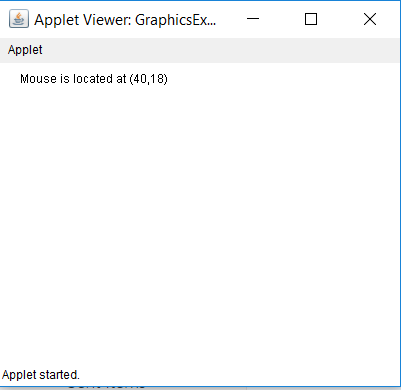 Applet Viewer: GraphicsEx...
Applet
Mouse is located at (40,18)
Applet started.